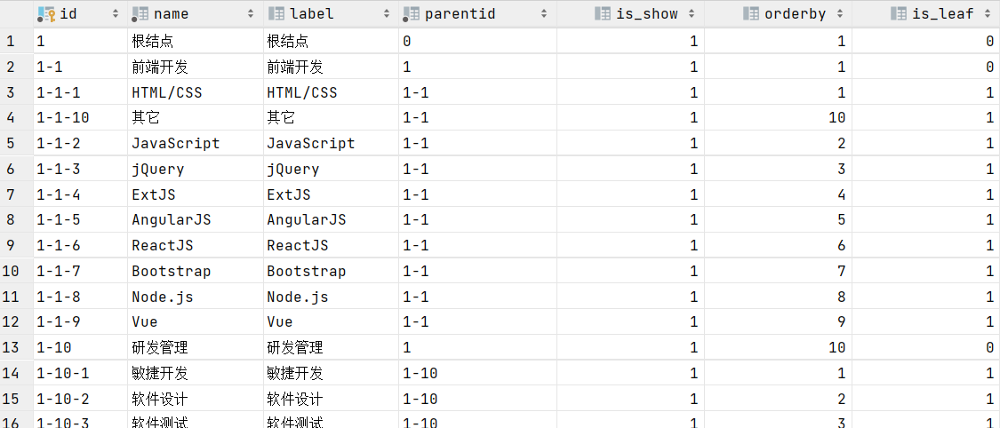 id name label parentid is_show orderby is_leaf
1 1 根结点 根结点 0 1 1 0
2 1-1 前端开发 前端开发 1 1 1 0
3 1-1-1 HTML/CSS HTML/CSS 1-1 1 1 1
4 1-1-10 其它 其它 1-1 1 10 1
5 1-1-2 JavaScript JavaScript 1-1 1 2 1
6 1-1-3 jQuery jQuery 1-1 1 3 1
7 1-1-4 ExtJS ExtJS 1-1 1 4 1
8 1-1-5 AngularJS AngularJS 1-1 1 5 1
9 1-1-6 ReactJS ReactJS 1-1 1 6 1
10 1-1-7 Bootstrap Bootstrap 1-1 1 7 1
11 1-1-8 Node.js Node.js 1-1 1 8 1
12 1-1-9 Vue Vue 1-1 1 9 1
13 1-10 研发管理 研发管理 1 1 10 0
14 1-10-1 敏捷开发 敏捷开发 1-10 1 1 1
15 1-10-2 软件设计 软件设计 1-10 1 2 1
16 1-10-3 软件测试 软件测试 1-10 1 3 1